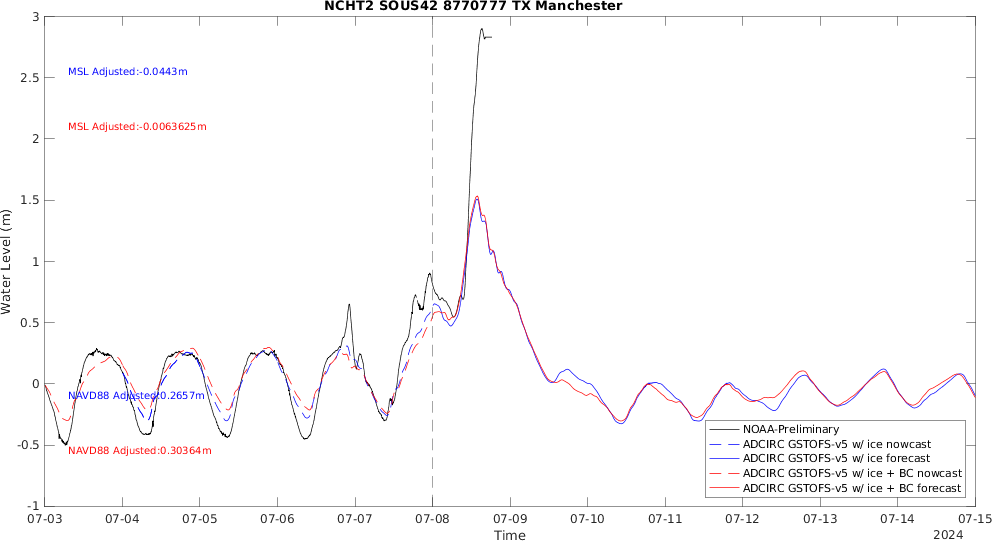 NCHT2 SOUS42 8770777 TX Manchester
3
2.5
2
1.5
1
0.5
0
-0.5
-1
Water Level (m)
MSL Adjusted:-0.0443m
MSL Adjusted:-0.0063625m
NAVD88 Adjusted:0.2657m
NAVD88 Adjusted:0.30364m
NOAA-Preliminary
ADCIRC GSTOFS-v5 w/ ice nowcast
ADCIRC GSTOFS-v5 w/ ice forecast
ADCIRC GSTOFS-v5 w/ ice + BC nowcast
ADCIRC GSTOFS-v5 w/ ice + BC forecast
07-03 07-04 07-05 07-06 07-07 07-08 07-09 07-10 07-11 07-12 07-13 07-14 07-15
Time
2024